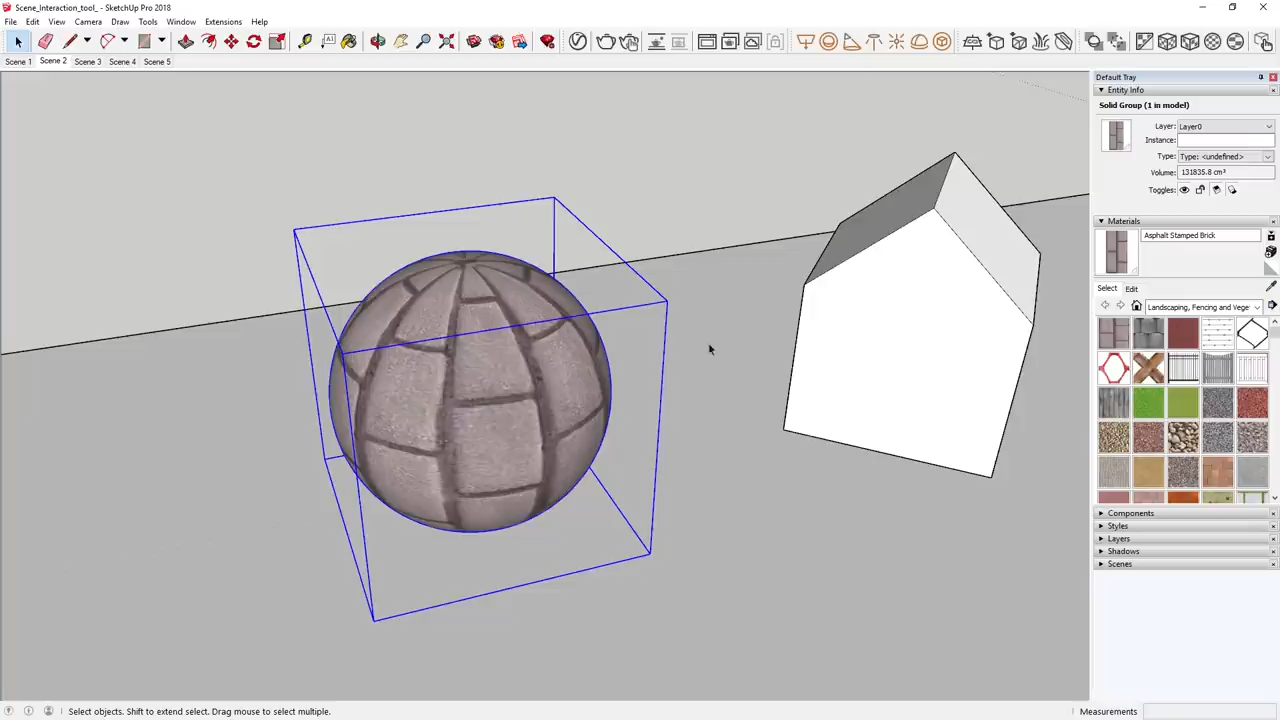 Scene_Interaction_tool_ - SketchUp Pro 2018
File Edit View Camera Draw Tools Window Extensions Help
Scene 1 Scene 2 Scene 3 Scene 4 Scene 5
Default Tray
Entity Info
Solid Group (1 in model)
Layer: Layer0
Instance:
Type: Type: <undefined>
Volume: 131835.8 cm³
Toggles:
Materials
Asphalt Stamped Brick
Select Edit
Landscaping, Fencing and Vege
Components
Styles
Layers
Shadows
Scenes
Select objects. Shift to extend select. Drag mouse to select multiple.
Measurements